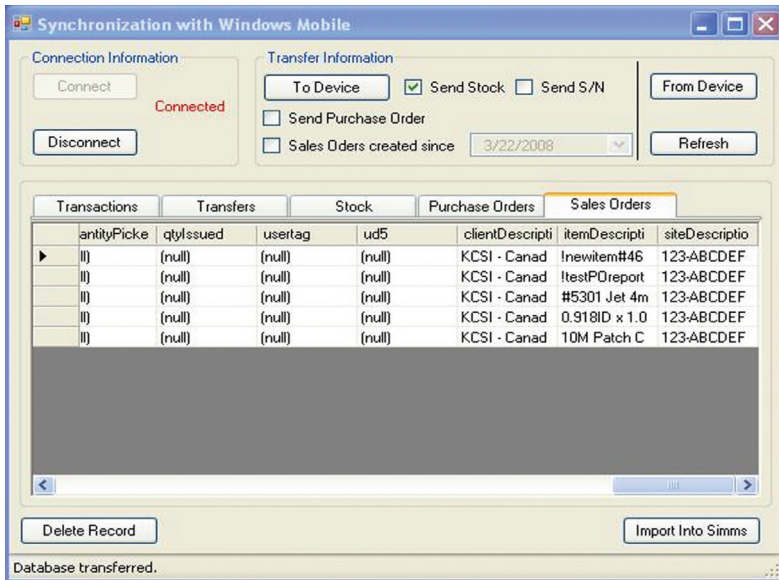 Synchronization with Windows Mobile
Connection Information
Connect
Connected
Disconnect
Transfer Information
To Device Send Stock Send S/N
Send Purchase Order
Sales Oders created since 3/22/2008
From Device
Refresh
Transactions Transfers Stock Purchase Orders Sales Orders
antityPicke qtyIssued usertag ud5 clientDescripti itemDescripti siteDescriptio
ll) (null) (null) (null) KCSI - Canad !newitem#46 123-ABCDEF
ll) (null) (null) (null) KCSI - Canad !testPOreport 123-ABCDEF
ll) (null) (null) (null) KCSI - Canad #5301 Jet 4m 123-ABCDEF
ll) (null) (null) (null) KCSI - Canad 0.918ID x 1.0 123-ABCDEF
ll) (null) (null) (null) KCSI - Canad 10M Patch C 123-ABCDEF
Delete Record Import Into Simms
Database transferred.